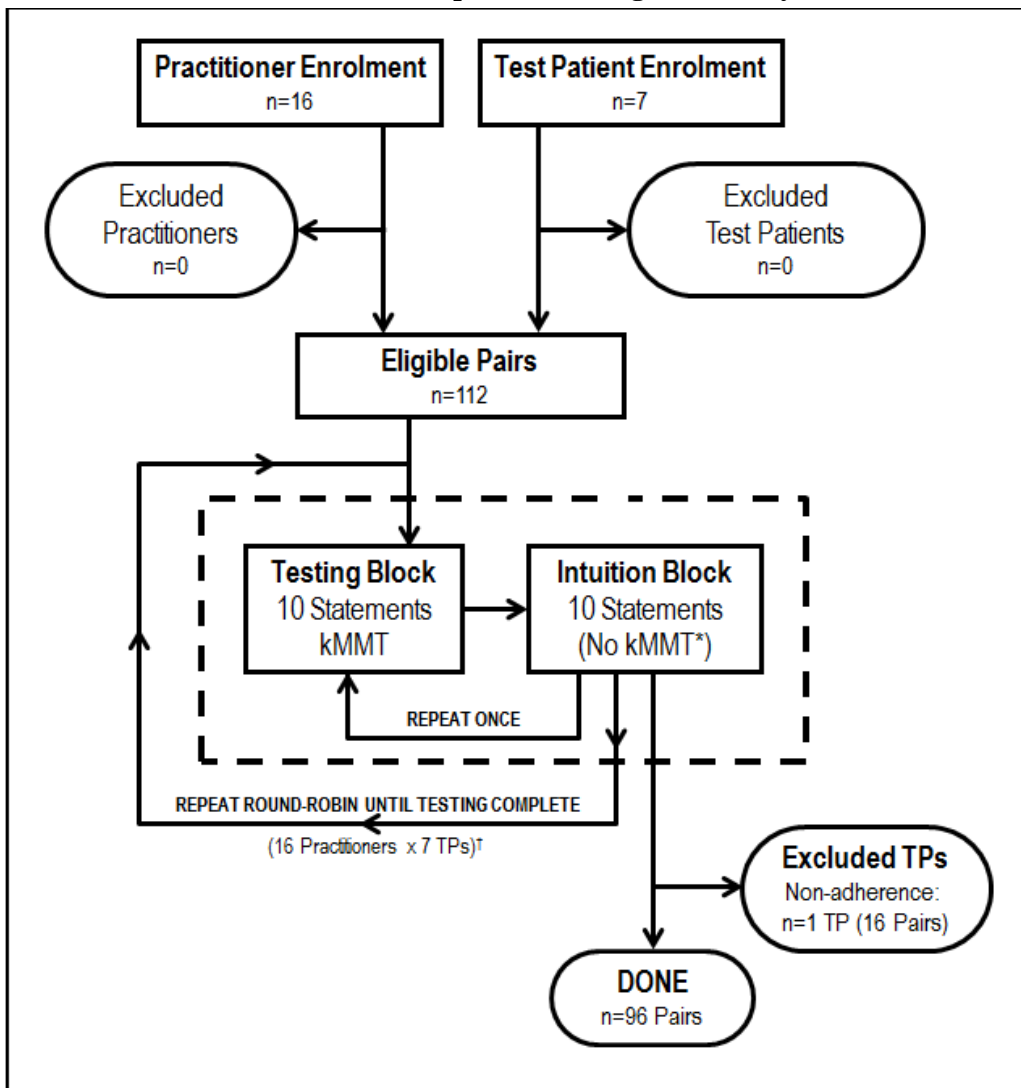 Practitioner Enrolment
n=16
Test Patient Enrolment
n=7
Excluded
Practitioners
n=0
Excluded
Test Patients
n=0
Eligible Pairs
n=112
Testing Block
10 Statements
kMMT
Intuition Block
10 Statements
(No kMMT*)
REPEAT ONCE
REPEAT ROUND-ROBIN UNTIL TESTING COMPLETE
(16 Practitioners x 7 TPs)†
Excluded TPs
Non-adherence:
n=1 TP (16 Pairs)
DONE
n=96 Pairs